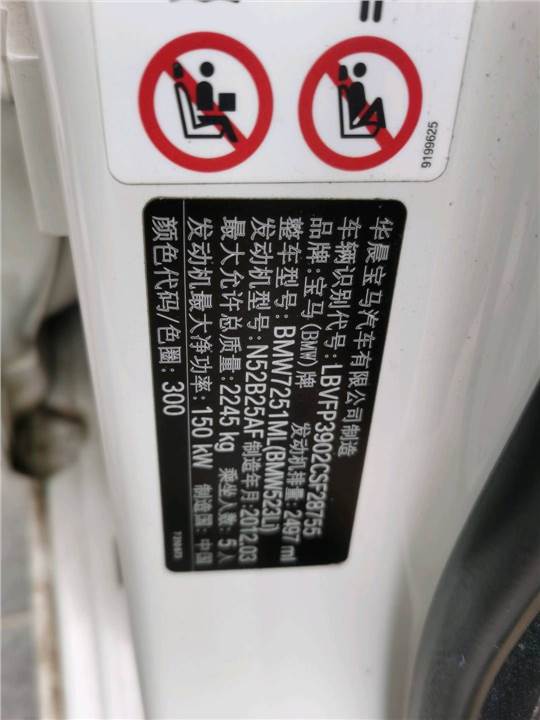 9199625
华晨宝马汽车有限公司制造
车辆识别代号:LBVFP3902CSF28755
品牌:宝马(BMW)牌 发动机排量:2497 ml
整车型号:BMW7251ML(BMW523Li)
发动机型号:N52B25AF 制造年月:2012.03
最大允许总质量:2245 kg 乘坐人数:5人
发动机最大净功率:150 kW 制造国:中国
颜色代码/色圈:300